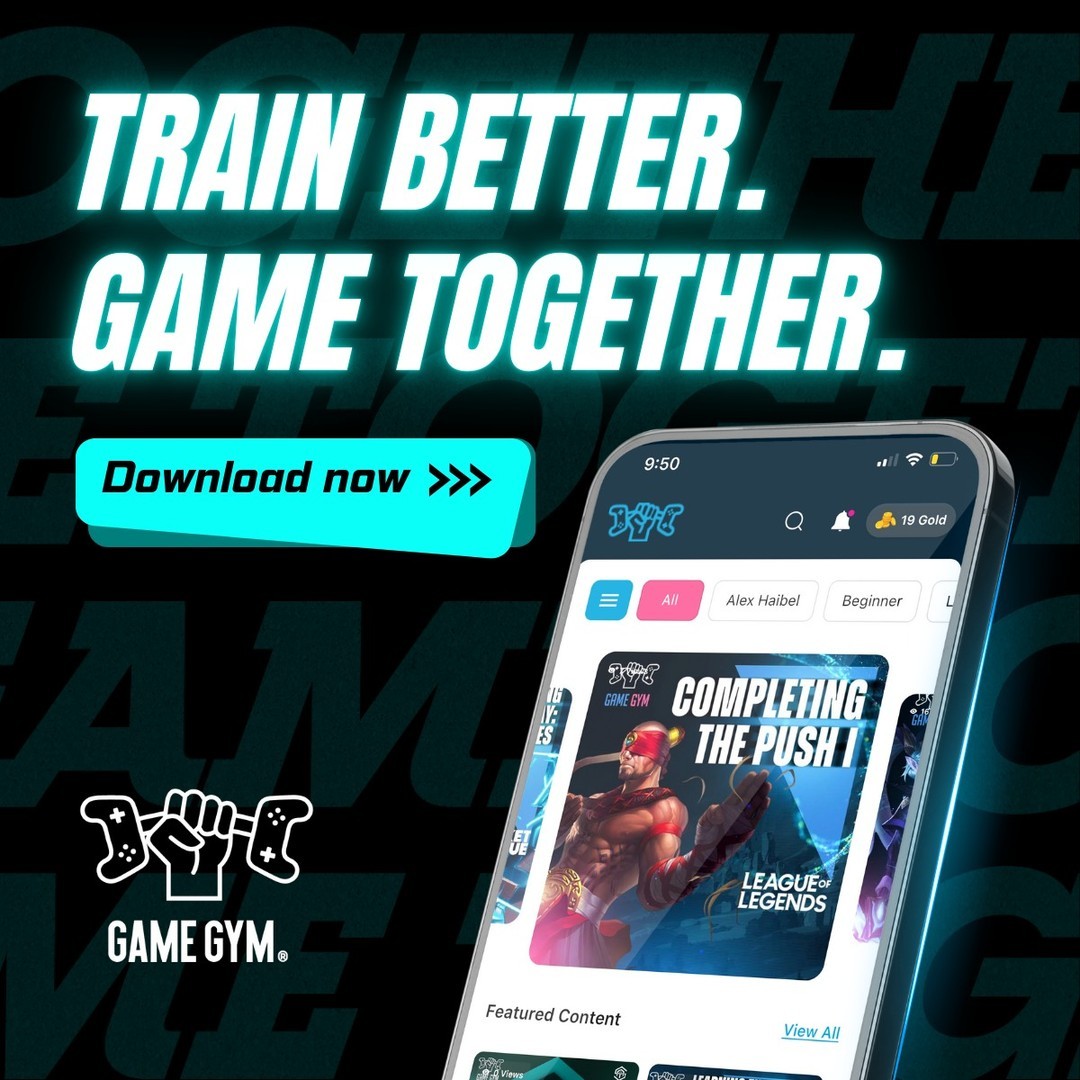 TRAIN BETTER.
GAME TOGETHER.
Download now >>>
9:50
19 Gold
All
Alex Haibel
Beginner
GAME GYM
COMPLETING
THE PUSH I
LEAGUE OF
LEGENDS
GAME GYM®
Featured Content
View All
Views